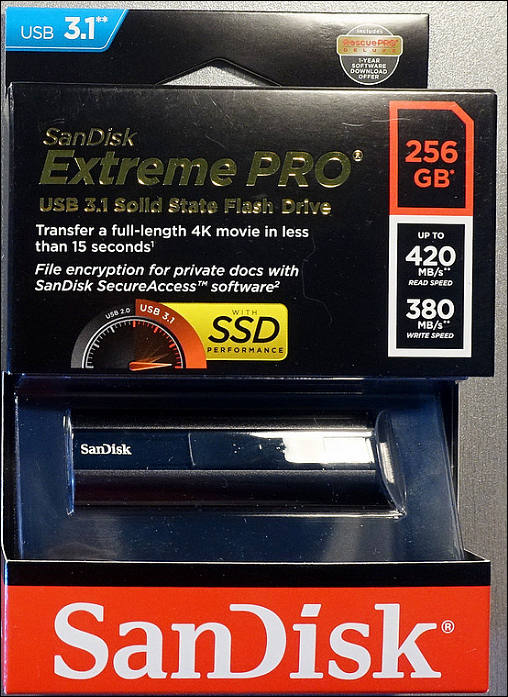 USB 3.1**
Includes
RescuePRO®
DELUXE
1-YEAR
SOFTWARE
DOWNLOAD
OFFER
SanDisk
Extreme PRO®
USB 3.1 Solid State Flash Drive
Transfer a full-length 4K movie in less
than 15 seconds¹
File encryption for private docs with
SanDisk SecureAccess™ software²
256
GB*
UP TO
420
MB/s**
READ SPEED
380
MB/s**
WRITE SPEED
USB 2.0
USB 3.1
WITH
SSD
PERFORMANCE
SanDisk
SanDisk®